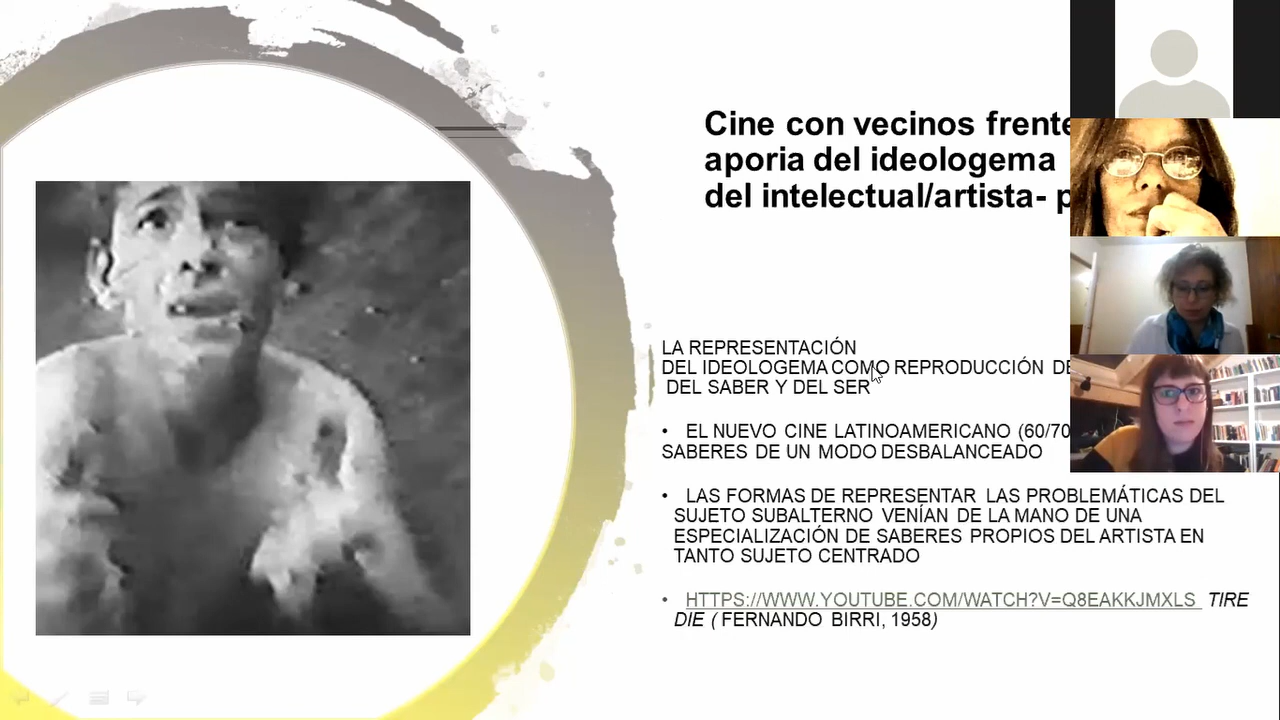 Cine con vecinos frente
aporia del ideologema
del intelectual/artista-
LA REPRESENTACIÓN
DEL IDEOLOGEMA COMO REPRODUCCIÓN
DEL SABER Y DEL SER
• EL NUEVO CINE LATINOAMERICANO (60/70
SABERES DE UN MODO DESBALANCEADO
• LAS FORMAS DE REPRESENTAR LAS PROBLEMÁTICAS DEL
SUJETO SUBALTERNO VENÍAN DE LA MANO DE UNA
ESPECIALIZACIÓN DE SABERES PROPIOS DEL ARTISTA EN
TANTO SUJETO CENTRADO
• HTTPS://WWW.YOUTUBE.COM/WATCH?V=Q8EAKKJMXLS TIRE
DIE ( FERNANDO BIRRI, 1958)